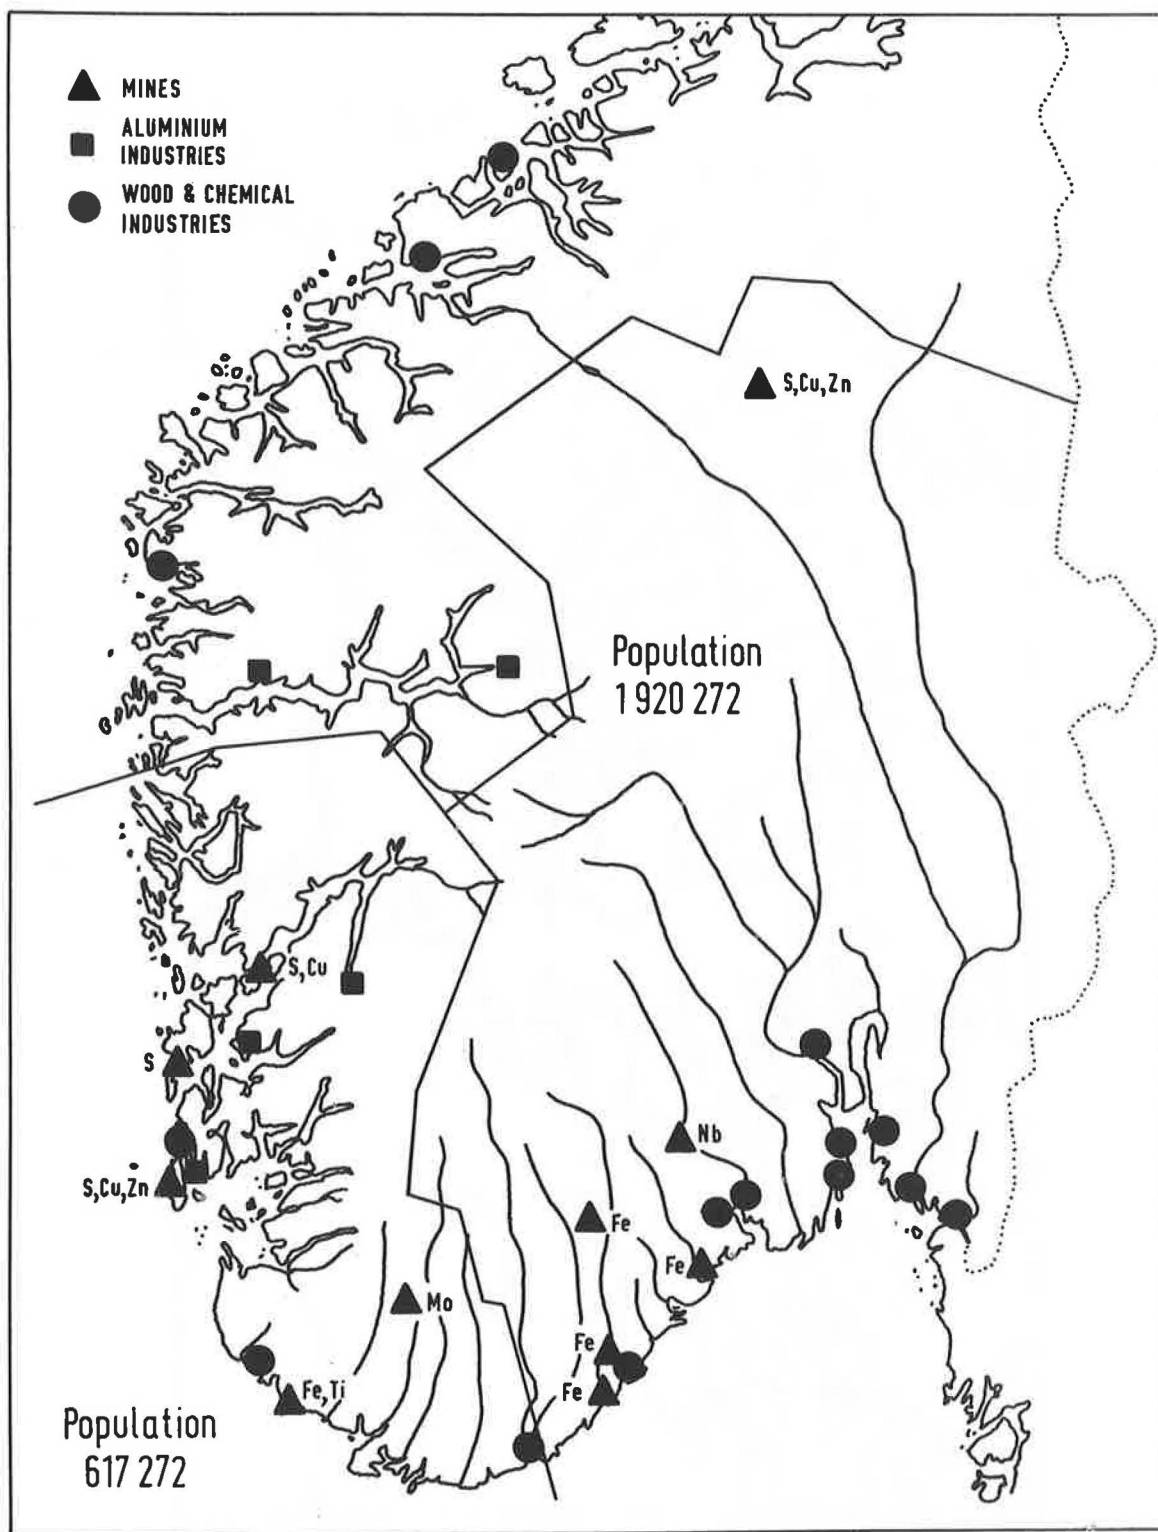 MINES
ALUMINIUM
INDUSTRIES
WOOD & CHEMICAL
INDUSTRIES
S,Cu,Zn
Population
1 920 272
S,Cu
S
Nb
S,Cu,Zn
Fe
Fe
Mo
Fe
Fe,Ti
Fe
Population
617 272